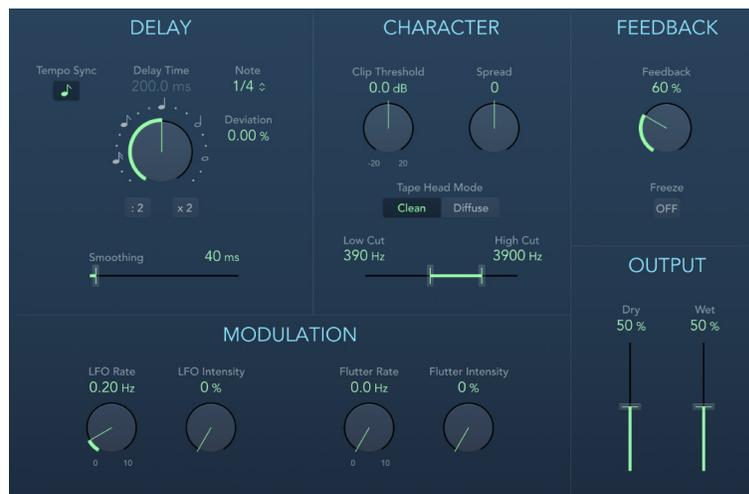 DELAY
Tempo Sync
Delay Time
200.0 ms
Note
1/4
Deviation
0.00 %
: 2
x 2
Smoothing
40 ms
CHARACTER
Clip Threshold
0.0 dB
Spread
0
-20
20
Tape Head Mode
Clean
Diffuse
Low Cut
390 Hz
High Cut
3900 Hz
FEEDBACK
Feedback
60 %
Freeze
OFF
OUTPUT
Dry
50 %
Wet
50 %
MODULATION
LFO Rate
0.20 Hz
0
10
LFO Intensity
0 %
Flutter Rate
0.0 Hz
0
10
Flutter Intensity
0 %